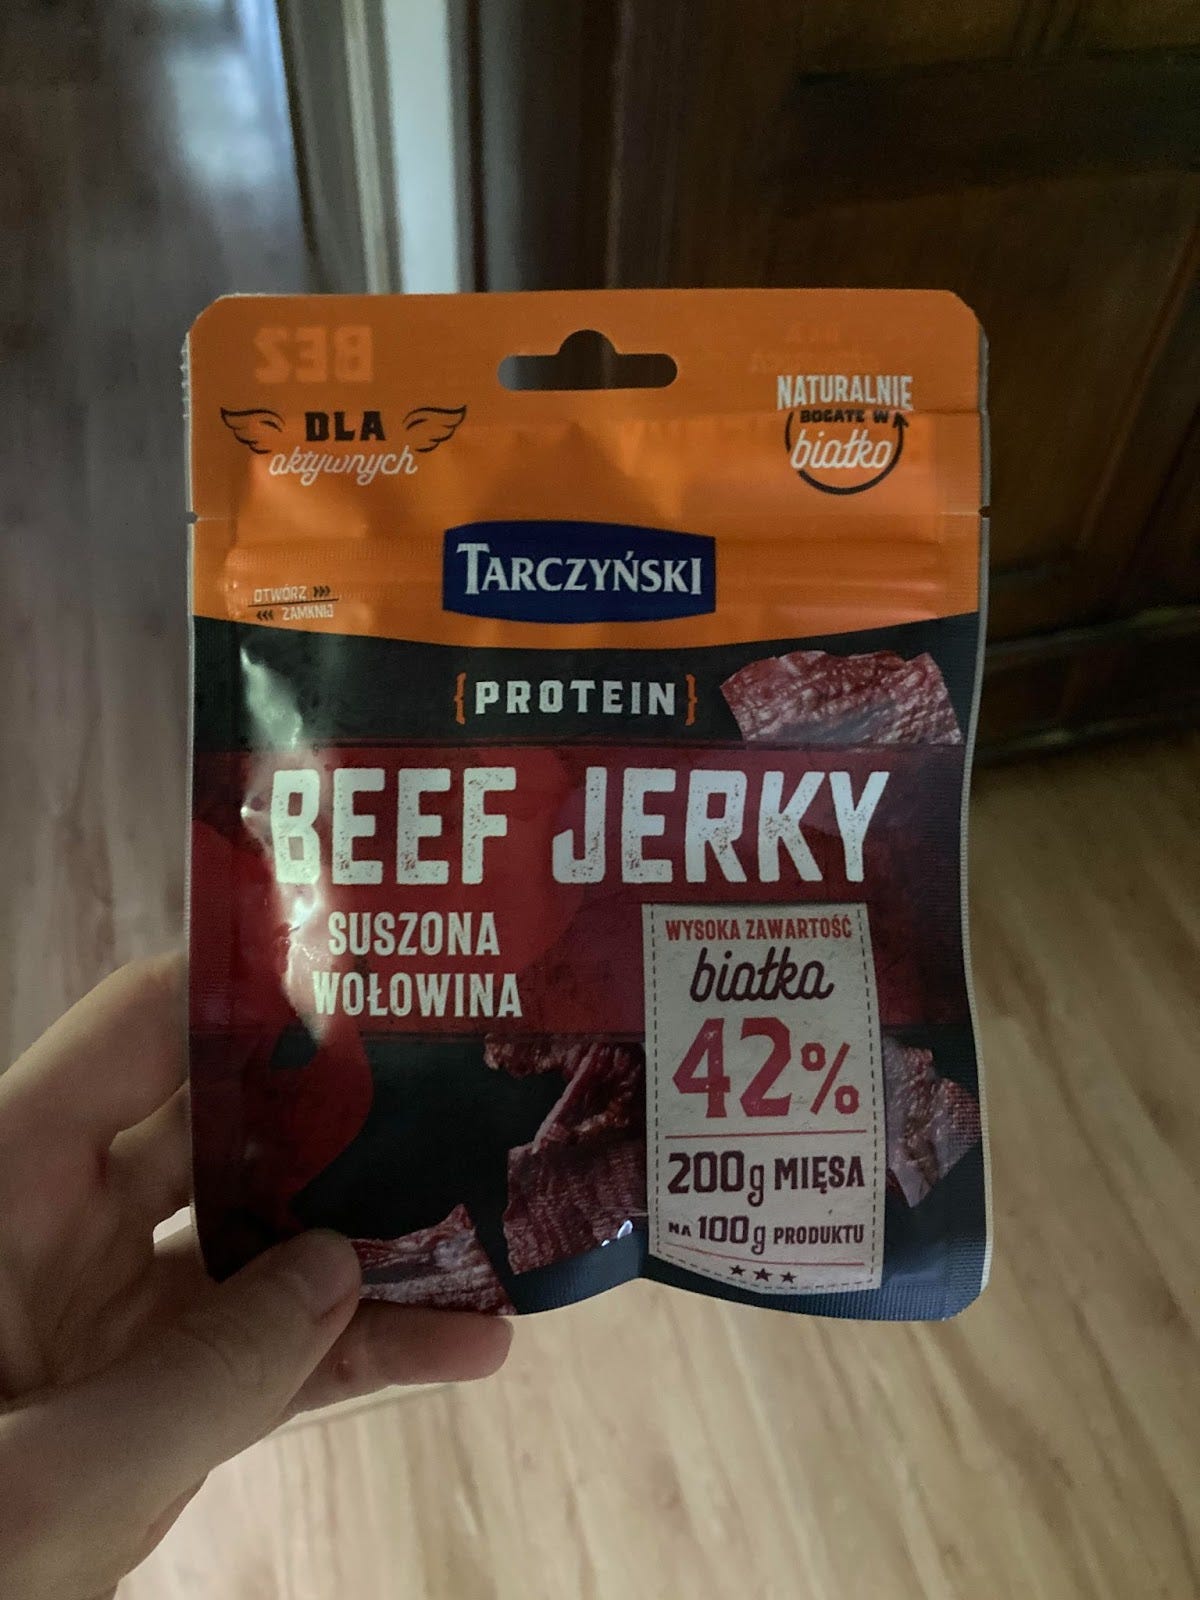 BEZ
DLA
aktywnych
NATURALNIE
BOGATE W
białko
TARCZYŃSKI
OTWÓRZ >>>
<<< ZAMKNIJ
{PROTEIN}
BEEF JERKY
SUSZONA
WOŁOWINA
WYSOKA ZAWARTOŚĆ
białka
42%
200g MIĘSA
NA 100g PRODUKTU